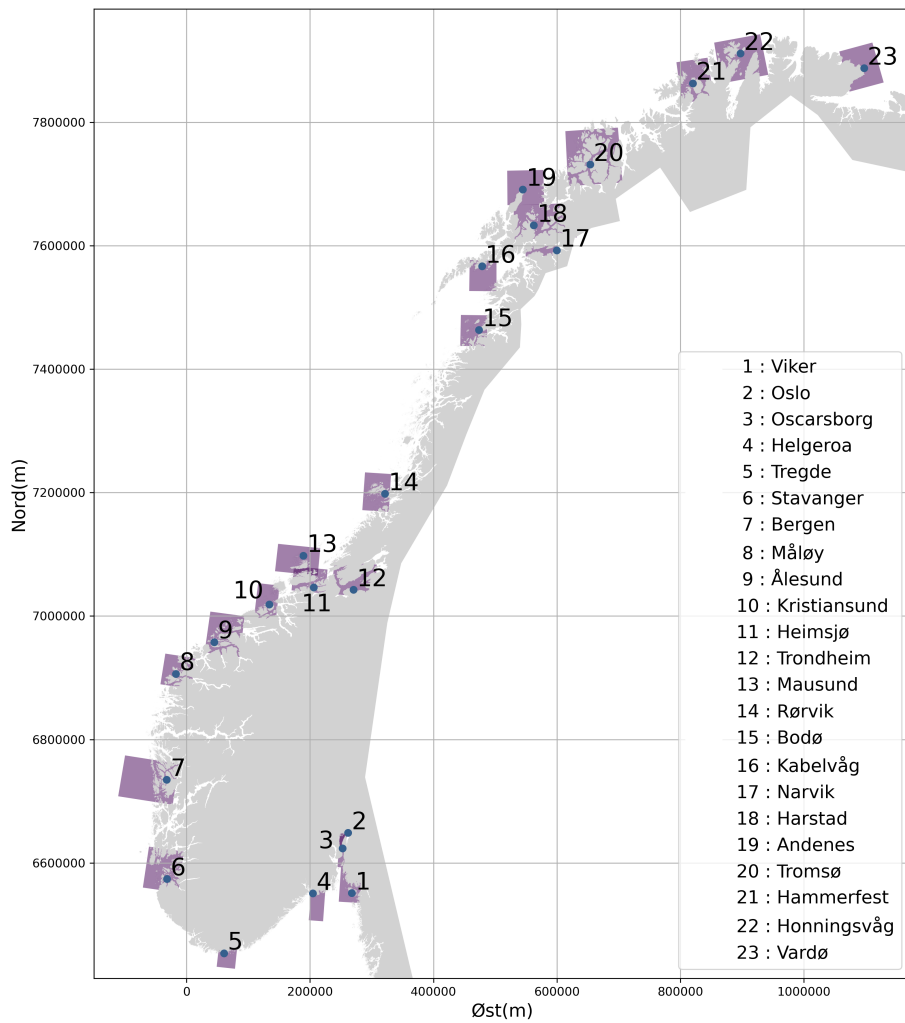 22
23
21
7800000
20
19
18
17
7600000
16
15
7400000
1 : Viker
2 : Oslo
3 : Oscarsborg
4 : Helgeroa
5 : Tregde
6 : Stavanger
7 : Bergen
8 : Måløy
9 : Ålesund
10 : Kristiansund
11 : Heimsjø
12 : Trondheim
13 : Mausund
14 : Rørvik
15 : Bodø
16 : Kabelvåg
17 : Narvik
18 : Harstad
19 : Andenes
20 : Tromsø
21 : Hammerfest
22 : Honningsvåg
23 : Vardø
Nord(m)
14
7200000
13
12
10
11
7000000
9
8
6800000
7
2
3
6600000
6
4
1
5
0
200000
400000
600000
800000
1000000
Øst(m)